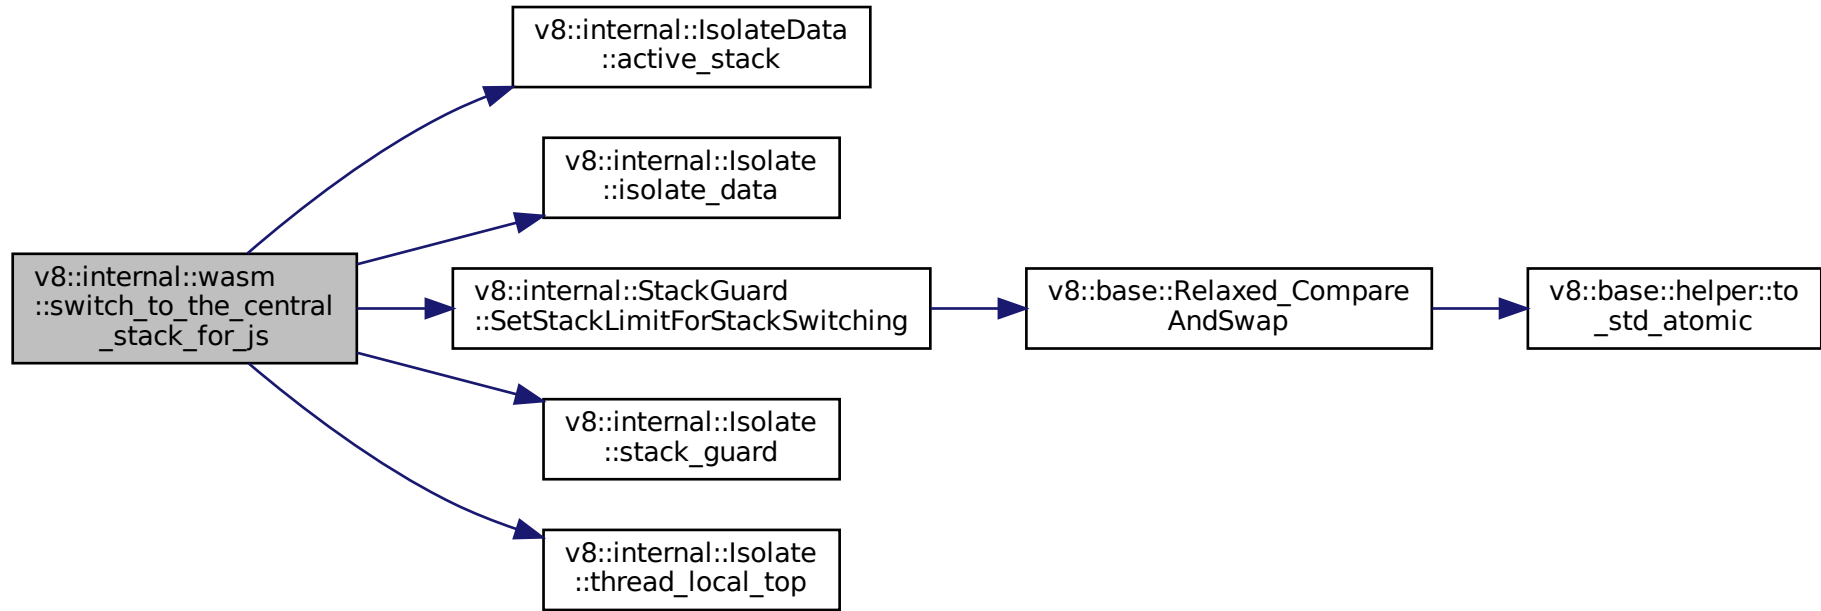 v8::internal::IsolateData
::active_stack
v8::internal::Isolate
::isolate_data
v8::internal::wasm
::switch_to_the_central
_stack_for_js
v8::internal::StackGuard
::SetStackLimitForStackSwitching
v8::base::Relaxed_Compare
AndSwap
v8::base::helper::to
_std_atomic
v8::internal::Isolate
::stack_guard
v8::internal::Isolate
::thread_local_top